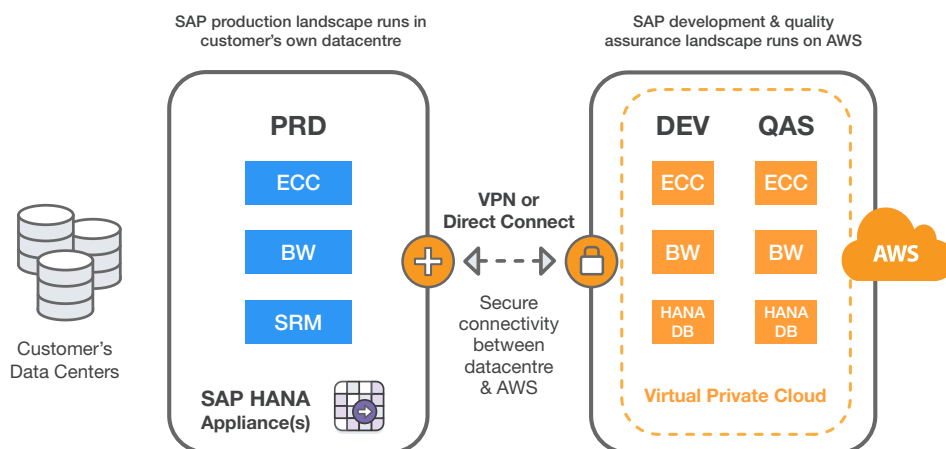 SAP production landscape runs in
customer's own datacentre
SAP development & quality
assurance landscape runs on AWS
PRD
ECC
BW
SRM
SAP HANA
Appliance(s)
Customer's
Data Centers
VPN or
Direct Connect
Secure
connectivity
between
datacentre
& AWS
DEV
QAS
ECC
ECC
BW
BW
HANA
DB
HANA
DB
Virtual Private Cloud
AWS